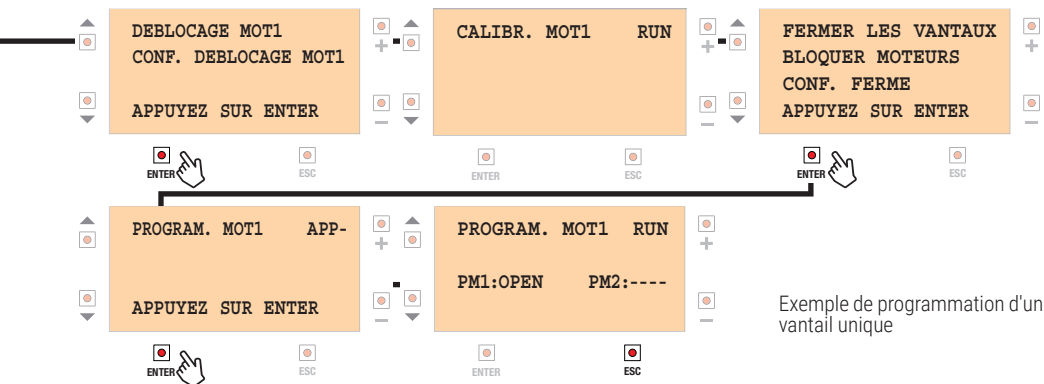 DEBLOCAGE MOT1
CONF. DEBLOCAGE MOT1
APPUYEZ SUR ENTER
+
−
ENTER
ESC
CALIBR. MOT1 RUN
+
−
ENTER
ESC
FERMER LES VANTAUX
BLOQUER MOTEURS
CONF. FERME
APPUYEZ SUR ENTER
+
−
ENTER
ESC
PROGRAM. MOT1 APP-
APPUYEZ SUR ENTER
+
−
ENTER
ESC
PROGRAM. MOT1 RUN
PM1:OPEN PM2:----
+
−
ENTER
ESC
Exemple de programmation d'un
vantail unique